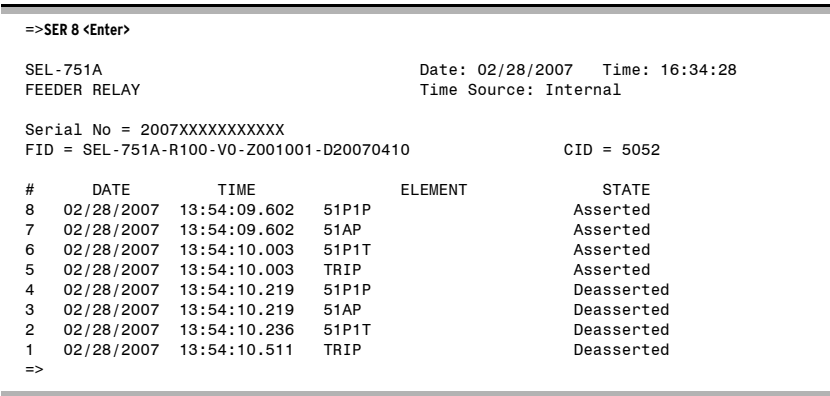 =>SER 8 <Enter>
SEL-751A Date: 02/28/2007 Time: 16:34:28
FEEDER RELAY Time Source: Internal
Serial No = 2007XXXXXXXXXXX
FID = SEL-751A-R100-V0-Z001001-D20070410 CID = 5052
# DATE TIME ELEMENT STATE
8 02/28/2007 13:54:09.602 51P1P Asserted
7 02/28/2007 13:54:09.602 51AP Asserted
6 02/28/2007 13:54:10.003 51P1T Asserted
5 02/28/2007 13:54:10.003 TRIP Asserted
4 02/28/2007 13:54:10.219 51P1P Deasserted
3 02/28/2007 13:54:10.219 51AP Deasserted
2 02/28/2007 13:54:10.236 51P1T Deasserted
1 02/28/2007 13:54:10.511 TRIP Deasserted
=>